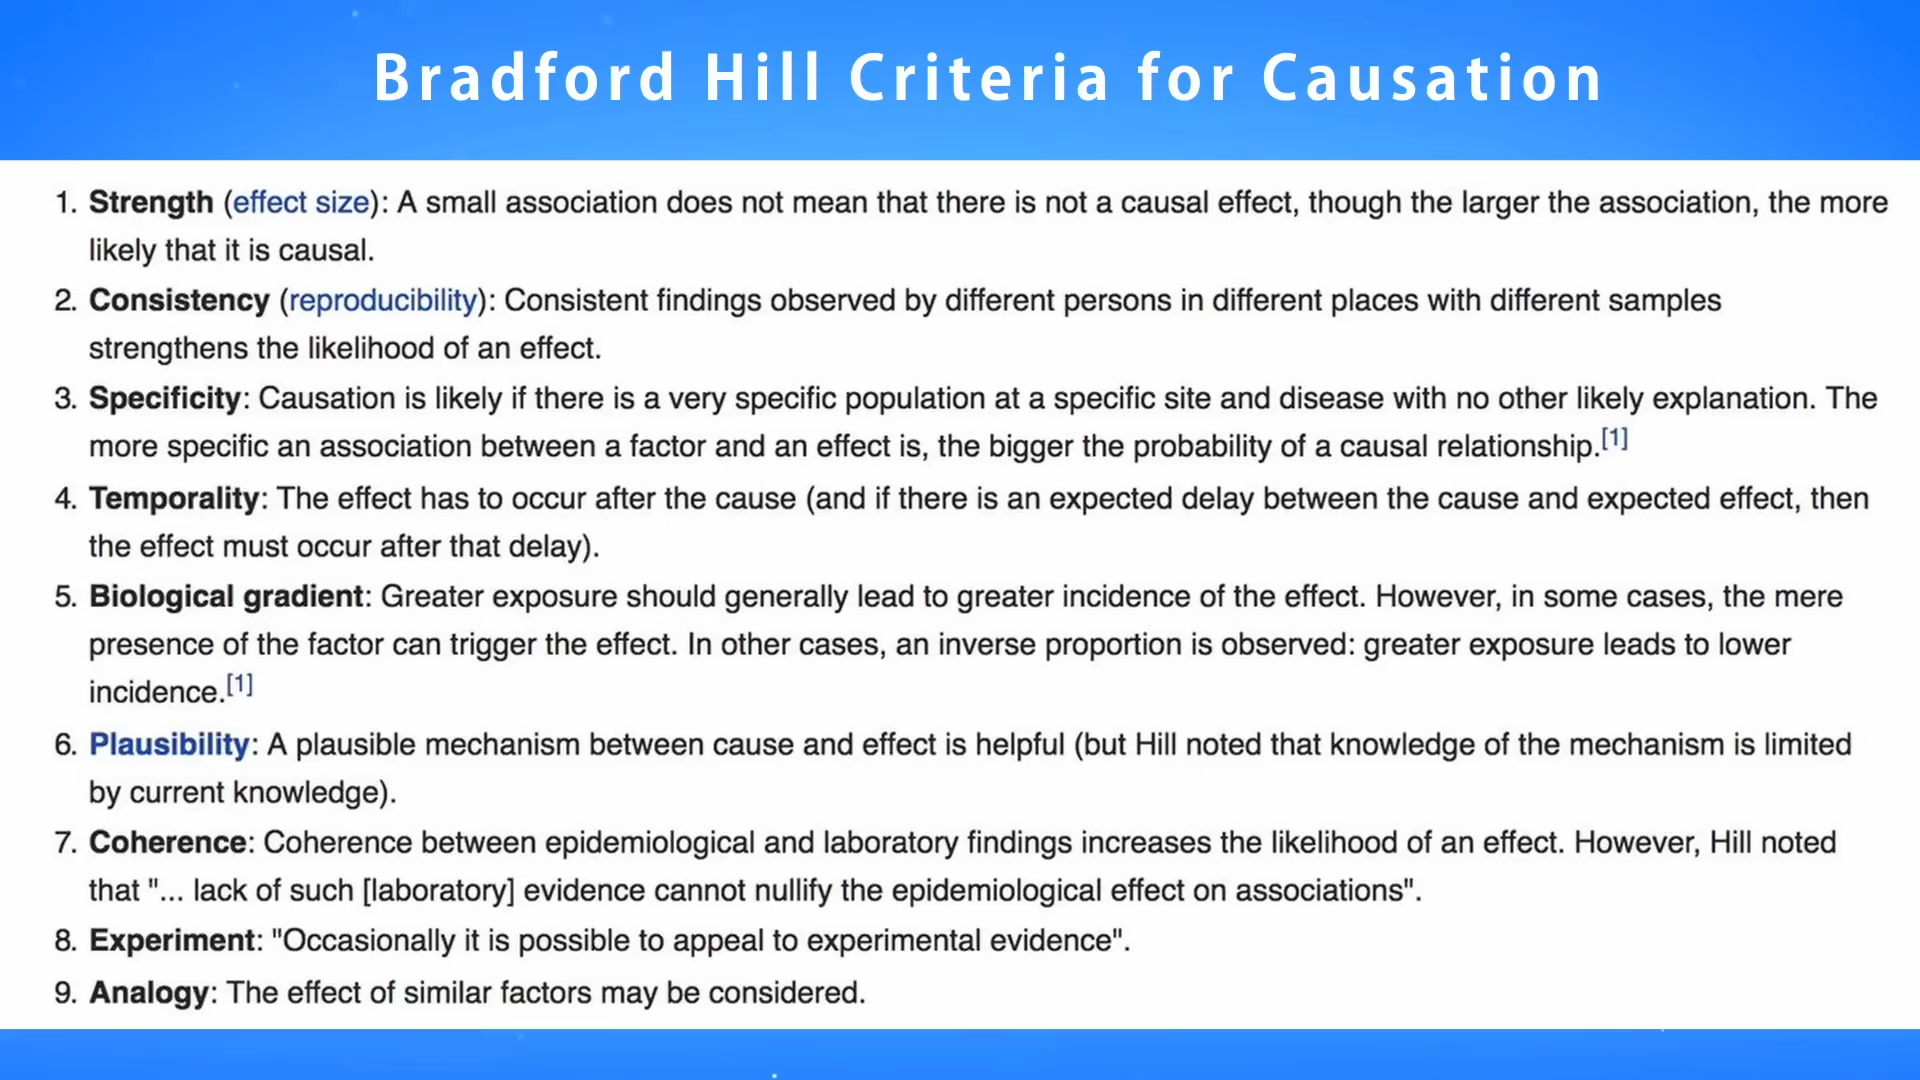 Bradford Hill Criteria for Causation
1. Strength (effect size): A small association does not mean that there is not a causal effect, though the larger the association, the more
likely that it is causal.
2. Consistency (reproducibility): Consistent findings observed by different persons in different places with different samples
strengthens the likelihood of an effect.
3. Specificity: Causation is likely if there is a very specific population at a specific site and disease with no other likely explanation. The
more specific an association between a factor and an effect is, the bigger the probability of a causal relationship.[1]
4. Temporality: The effect has to occur after the cause (and if there is an expected delay between the cause and expected effect, then
the effect must occur after that delay).
5. Biological gradient: Greater exposure should generally lead to greater incidence of the effect. However, in some cases, the mere
presence of the factor can trigger the effect. In other cases, an inverse proportion is observed: greater exposure leads to lower
incidence.[1]
6. Plausibility: A plausible mechanism between cause and effect is helpful (but Hill noted that knowledge of the mechanism is limited
by current knowledge).
7. Coherence: Coherence between epidemiological and laboratory findings increases the likelihood of an effect. However, Hill noted
that "... lack of such [laboratory] evidence cannot nullify the epidemiological effect on associations".
8. Experiment: "Occasionally it is possible to appeal to experimental evidence".
9. Analogy: The effect of similar factors may be considered.